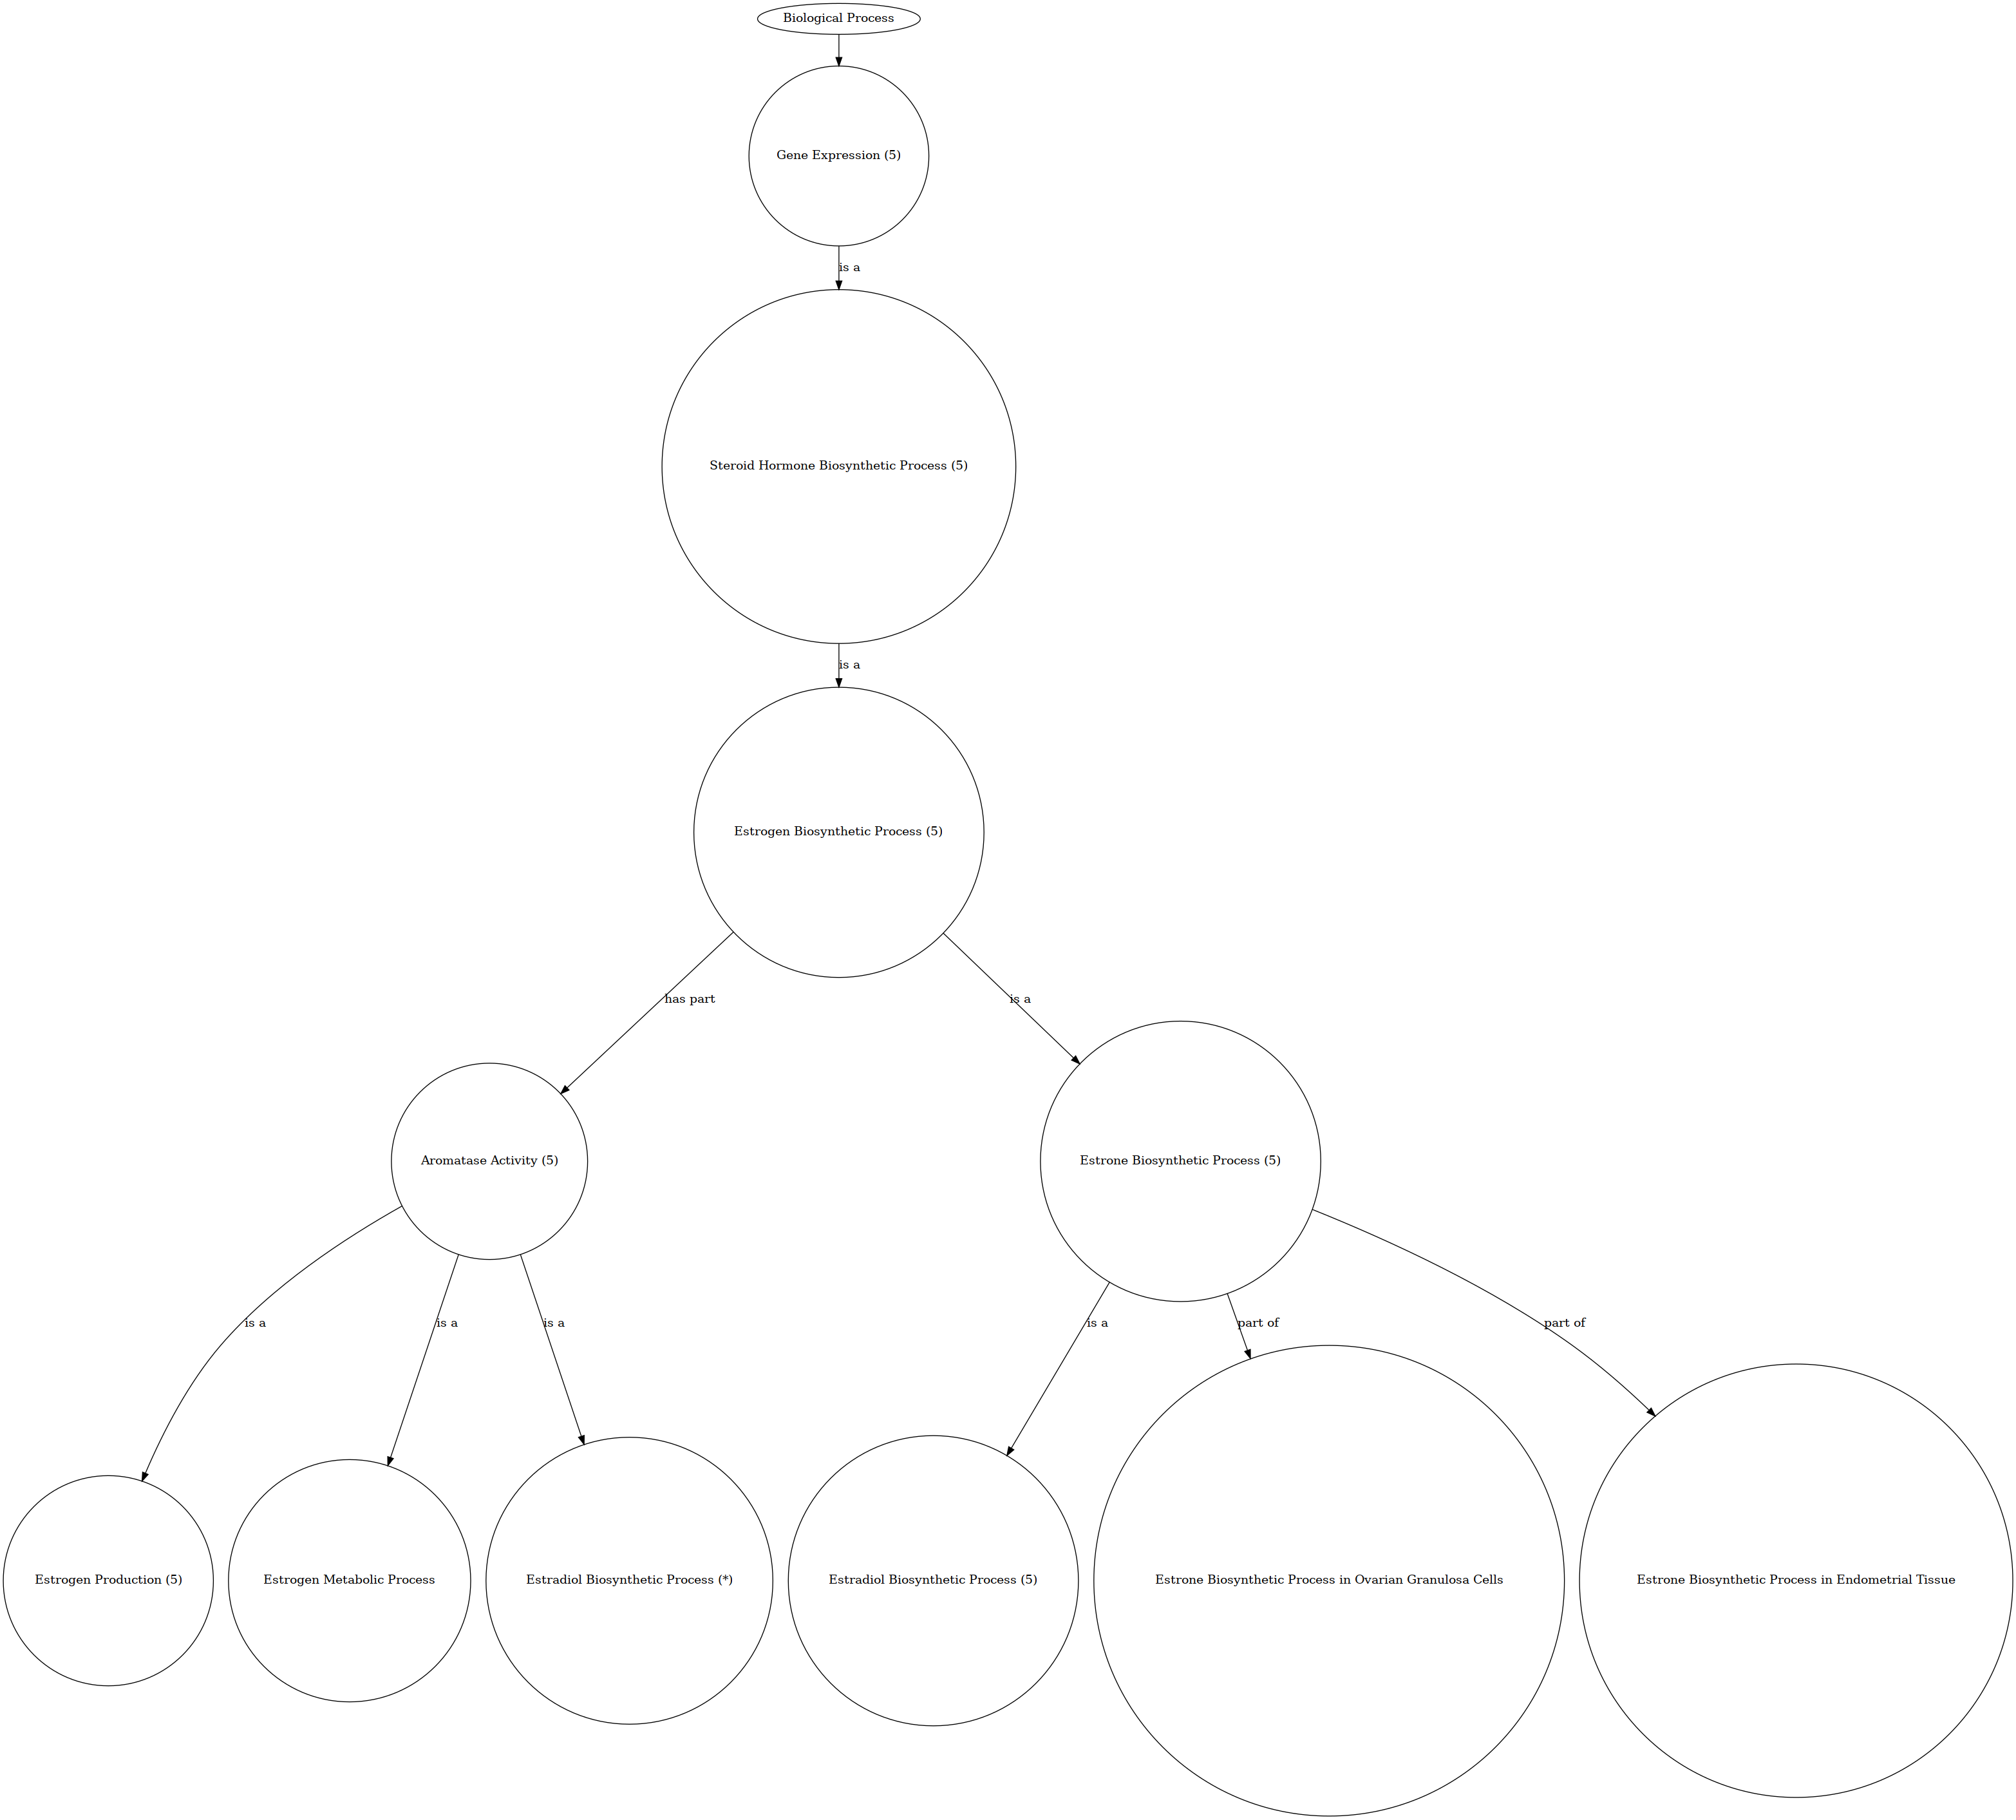 Biological Process
Gene Expression (5)
is a
Steroid Hormone Biosynthetic Process (5)
is a
Estrogen Biosynthetic Process (5)
has part
is a
Aromatase Activity (5)
Estrone Biosynthetic Process (5)
is a
is a
is a
is a
part of
part of
Estrogen Production (5)
Estrogen Metabolic Process
Estradiol Biosynthetic Process (*)
Estradiol Biosynthetic Process (5)
Estrone Biosynthetic Process in Ovarian Granulosa Cells
Estrone Biosynthetic Process in Endometrial Tissue